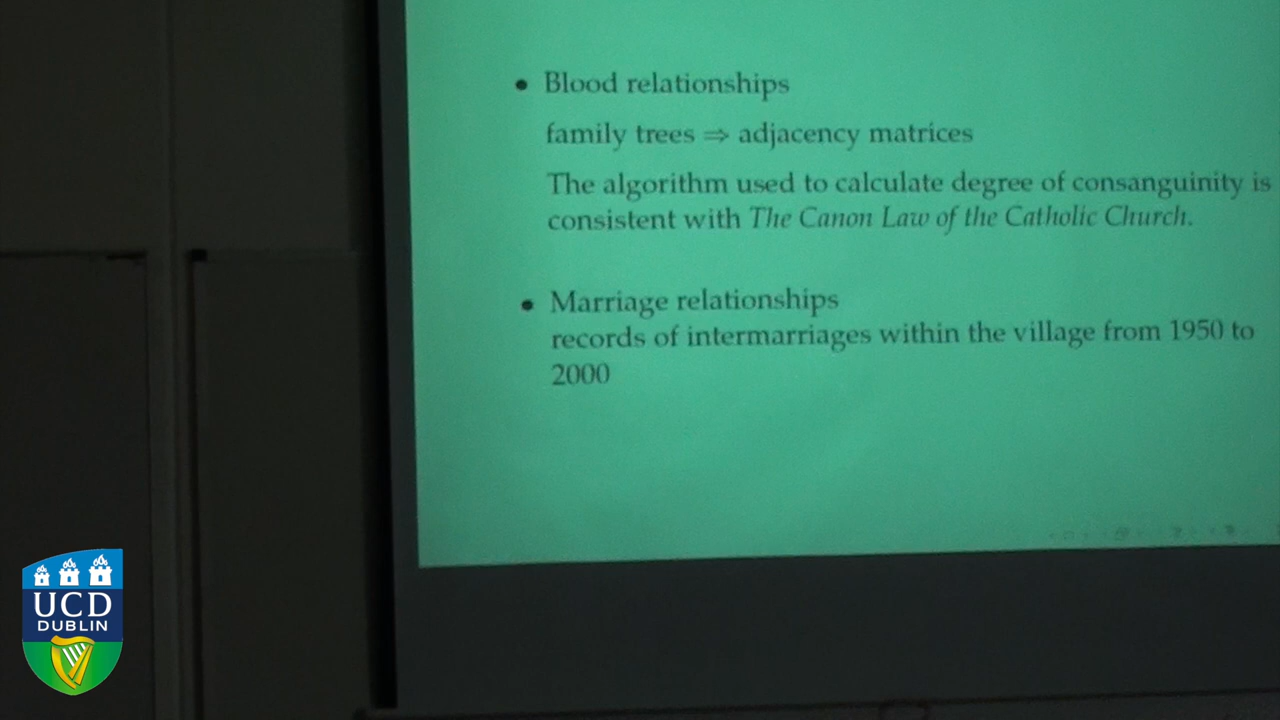 • Blood relationships
family trees ⇒ adjacency matrices
The algorithm used to calculate degree of consanguinity is
consistent with The Canon Law of the Catholic Church.
• Marriage relationships
records of intermarriages within the village from 1950 to
2000
UCD
DUBLIN